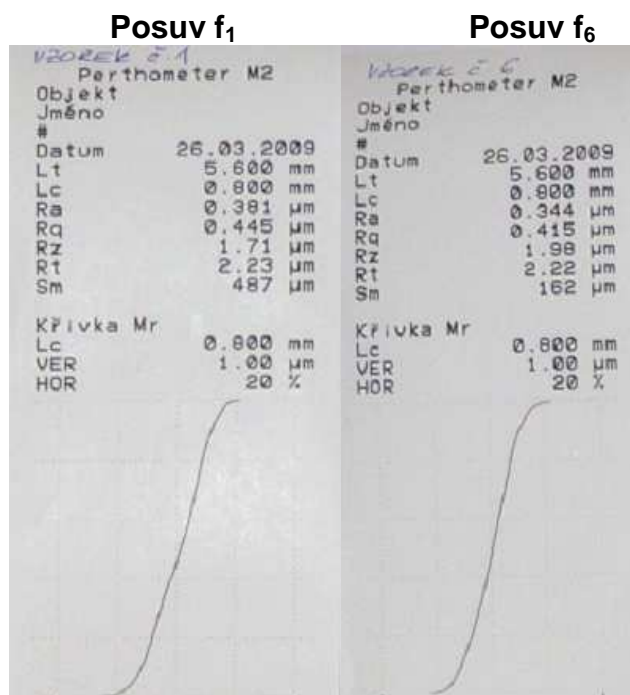 Posuv f₁
VZOREK č.1
Perthometer M2
Objekt
Jméno
#
Datum 26.03.2009
Lt 5.600 mm
Lc 0.800 mm
Ra 0.381 µm
Rq 0.445 µm
Rz 1.71 µm
Rt 2.23 µm
Sm 487 µm
Křivka Mr
Lc 0.800 mm
VER 1.00 µm
HOR 20 %
Posuv f₆
VZOREK č 6
Perthometer M2
Objekt
Jméno
#
Datum 26.03.2009
Lt 5.600 mm
Lc 0.800 mm
Ra 0.344 µm
Rq 0.415 µm
Rz 1.98 µm
Rt 2.22 µm
Sm 162 µm
Křivka Mr
Lc 0.800 mm
VER 1.00 µm
HOR 20 %